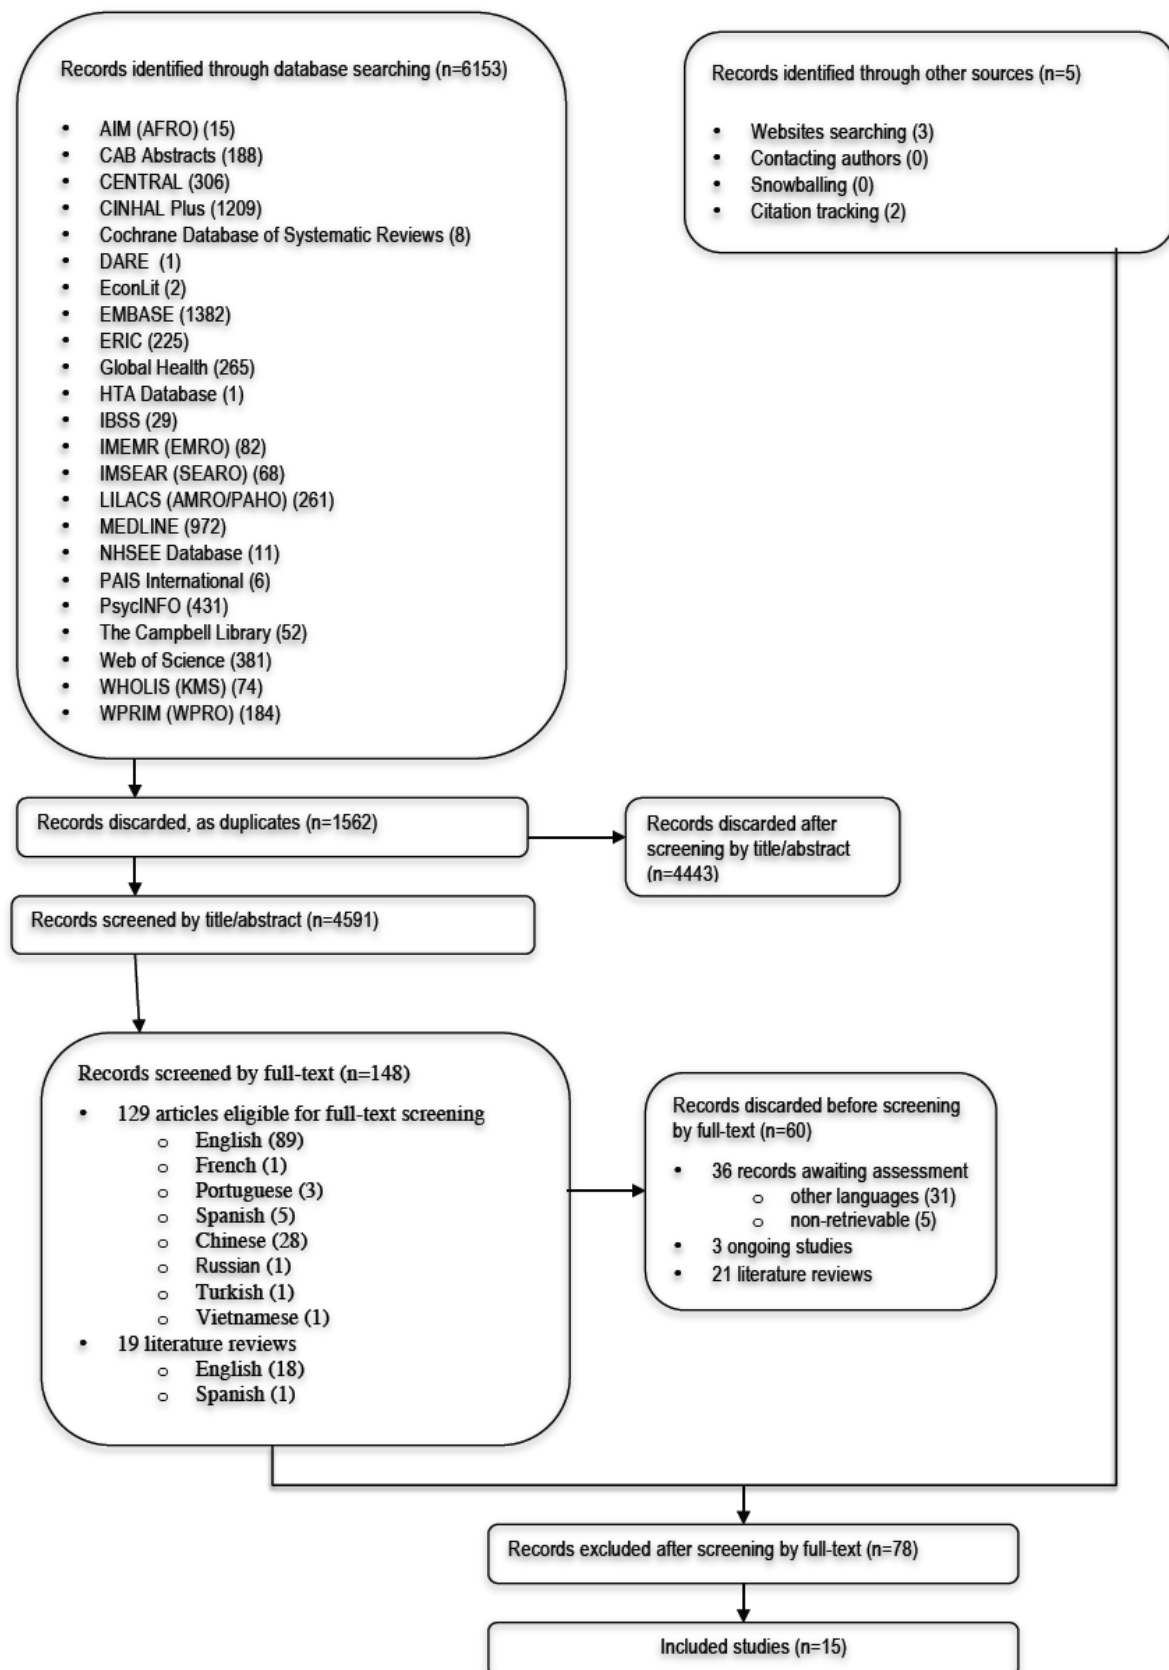 Records identified through database searching (n=6153)
• AIM (AFRO) (15)
• CAB Abstracts (188)
• CENTRAL (306)
• CINHAL Plus (1209)
• Cochrane Database of Systematic Reviews (8)
• DARE (1)
• EconLit (2)
• EMBASE (1382)
• ERIC (225)
• Global Health (265)
• HTA Database (1)
• IBSS (29)
• IMEMR (EMRO) (82)
• IMSEAR (SEARO) (68)
• LILACS (AMRO/PAHO) (261)
• MEDLINE (972)
• NHSEE Database (11)
• PAIS International (6)
• PsycINFO (431)
• The Campbell Library (52)
• Web of Science (381)
• WHOLIS (KMS) (74)
• WPRIM (WPRO) (184)
Records identified through other sources (n=5)
• Websites searching (3)
• Contacting authors (0)
• Snowballing (0)
• Citation tracking (2)
Records discarded, as duplicates (n=1562)
Records discarded after
screening by title/abstract
(n=4443)
Records screened by title/abstract (n=4591)
Records screened by full-text (n=148)
• 129 articles eligible for full-text screening
o English (89)
o French (1)
o Portuguese (3)
o Spanish (5)
o Chinese (28)
o Russian (1)
o Turkish (1)
o Vietnamese (1)
• 19 literature reviews
o English (18)
o Spanish (1)
Records discarded before screening
by full-text (n=60)
• 36 records awaiting assessment
o other languages (31)
o non-retrievable (5)
• 3 ongoing studies
• 21 literature reviews
Records excluded after screening by full-text (n=78)
Included studies (n=15)